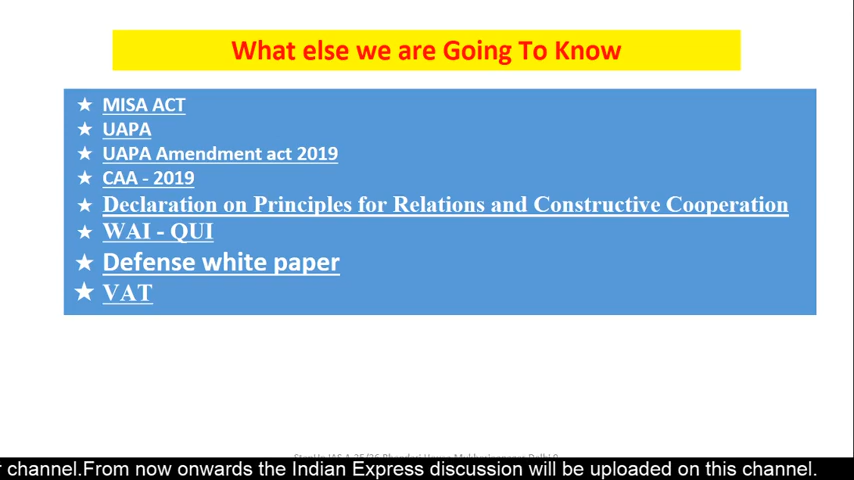 What else we are Going To Know
★ MISA ACT
★ UAPA
★ UAPA Amendment act 2019
★ CAA - 2019
★ Declaration on Principles for Relations and Constructive Cooperation
★ WAI - QUI
★ Defense white paper
★ VAT
channel.From now onwards the Indian Express discussion will be uploaded on this channel.